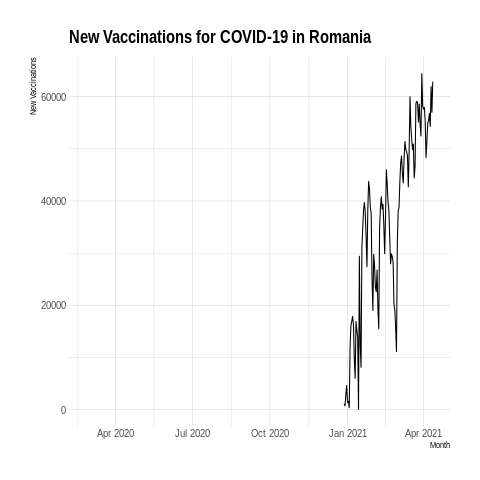 New Vaccinations for COVID-19 in Romania
New Vaccinations
60000
40000
20000
0
Apr 2020 Jul 2020 Oct 2020 Jan 2021 Apr 2021
Month